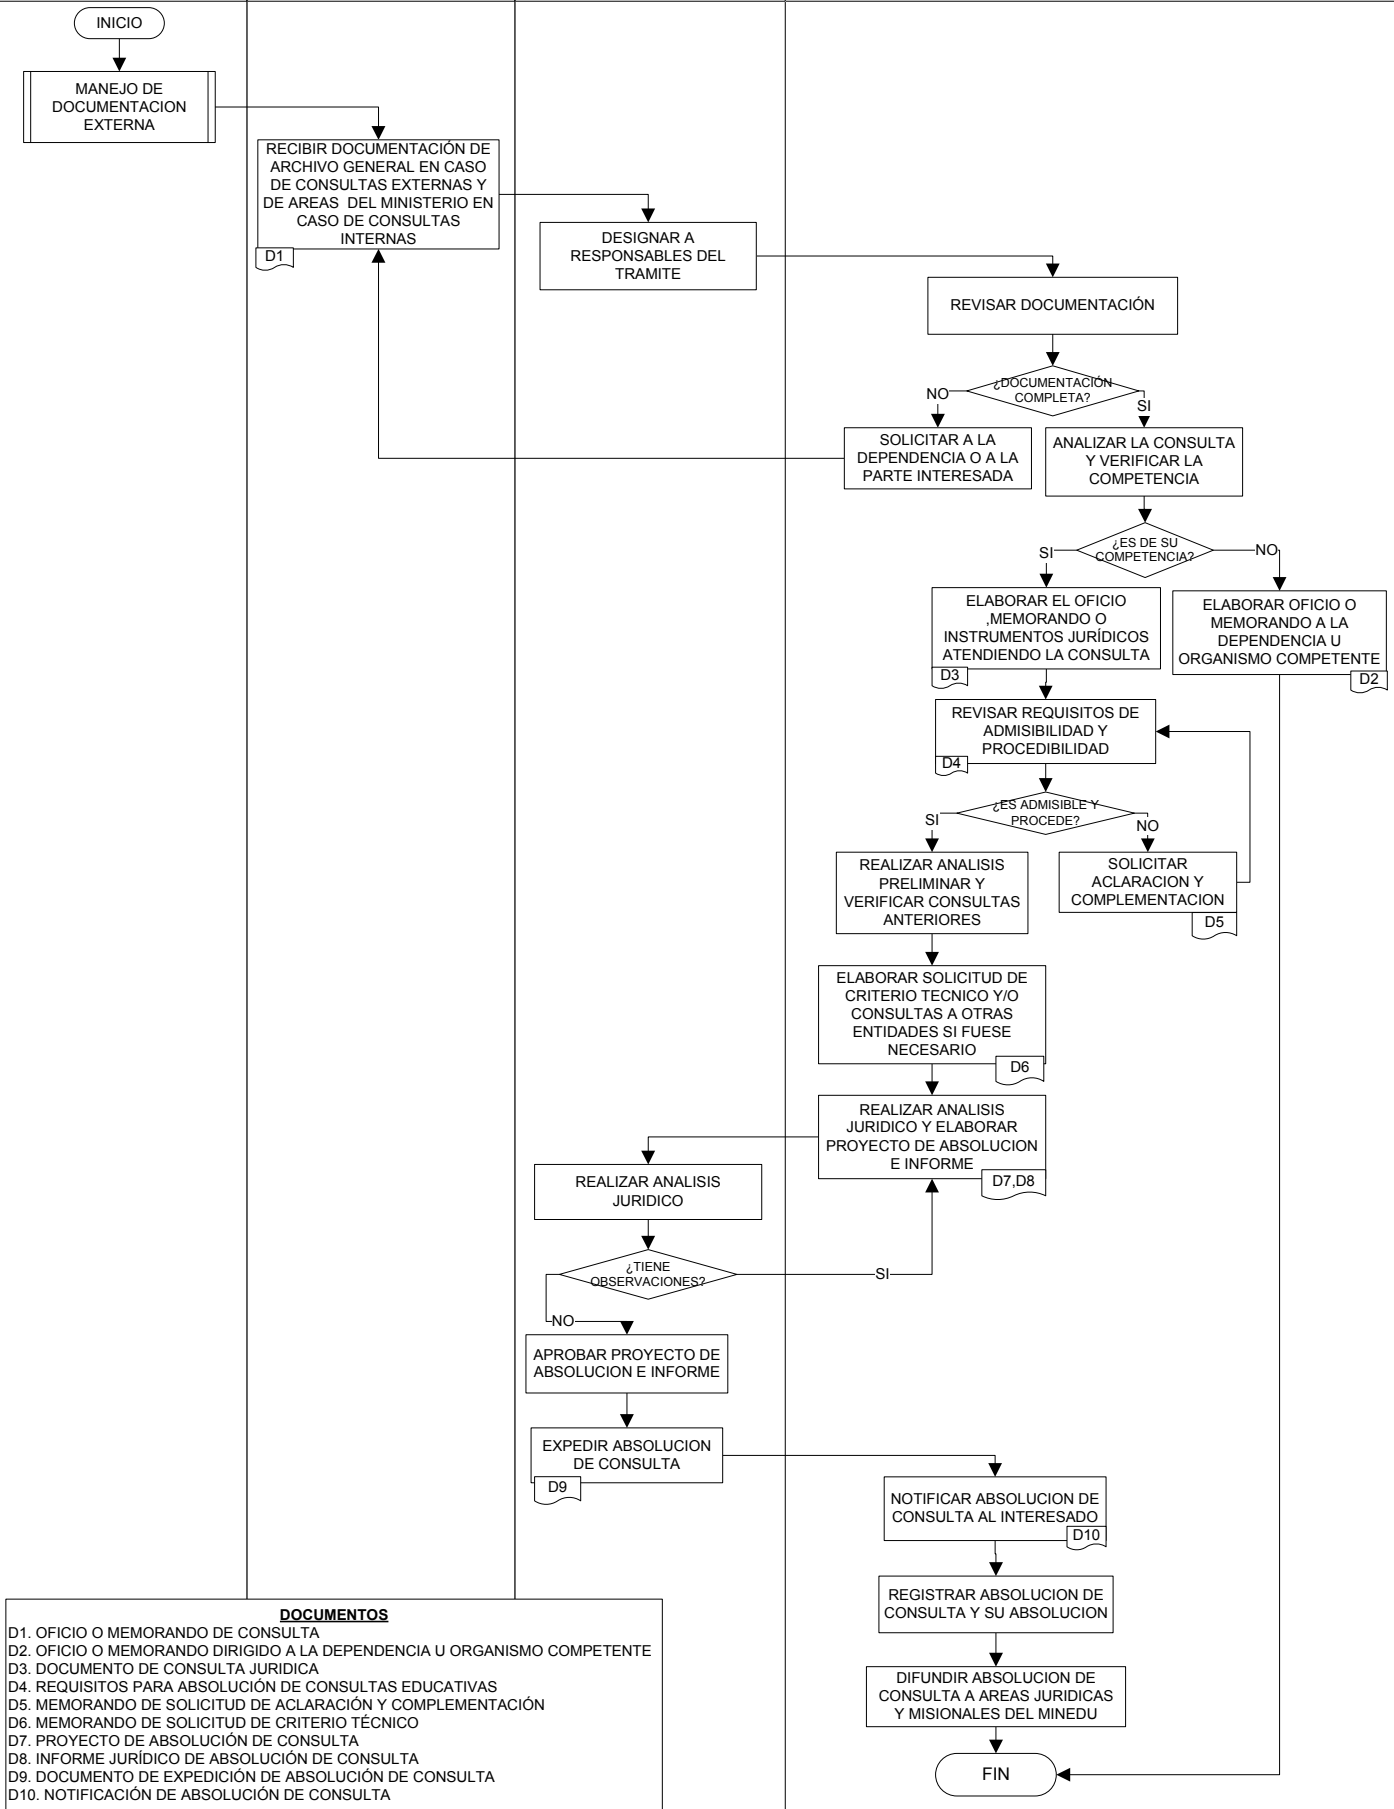 INICIO
MANEJO DE
DOCUMENTACION
EXTERNA
RECIBIR DOCUMENTACIÓN DE
ARCHIVO GENERAL EN CASO
DE CONSULTAS EXTERNAS Y
DE AREAS DEL MINISTERIO EN
CASO DE CONSULTAS
INTERNAS
D1
DESIGNAR A
RESPONSABLES DEL
TRAMITE
REVISAR DOCUMENTACIÓN
¿DOCUMENTACIÓN
COMPLETA?
NO
SI
SOLICITAR A LA
DEPENDENCIA O A LA
PARTE INTERESADA
ANALIZAR LA CONSULTA
Y VERIFICAR LA
COMPETENCIA
¿ES DE SU
COMPETENCIA?
SI
NO
ELABORAR EL OFICIO
,MEMORANDO O
INSTRUMENTOS JURÍDICOS
ATENDIENDO LA CONSULTA
D3
ELABORAR OFICIO O
MEMORANDO A LA
DEPENDENCIA U
ORGANISMO COMPETENTE
D2
REVISAR REQUISITOS DE
ADMISIBILIDAD Y
PROCEDIBILIDAD
D4
¿ES ADMISIBLE Y
PROCEDE?
SI
NO
REALIZAR ANALISIS
PRELIMINAR Y
VERIFICAR CONSULTAS
ANTERIORES
SOLICITAR
ACLARACION Y
COMPLEMENTACION
D5
ELABORAR SOLICITUD DE
CRITERIO TECNICO Y/O
CONSULTAS A OTRAS
ENTIDADES SI FUESE
NECESARIO
D6
REALIZAR ANALISIS
JURIDICO Y ELABORAR
PROYECTO DE ABSOLUCION
E INFORME
D7,D8
REALIZAR ANALISIS
JURIDICO
¿TIENE
OBSERVACIONES?
SI
NO
APROBAR PROYECTO DE
ABSOLUCION E INFORME
EXPEDIR ABSOLUCION
DE CONSULTA
D9
NOTIFICAR ABSOLUCION DE
CONSULTA AL INTERESADO
D10
REGISTRAR ABSOLUCION DE
CONSULTA Y SU ABSOLUCION
DIFUNDIR ABSOLUCION DE
CONSULTA A AREAS JURIDICAS
Y MISIONALES DEL MINEDU
FIN
DOCUMENTOS
D1. OFICIO O MEMORANDO DE CONSULTA
D2. OFICIO O MEMORANDO DIRIGIDO A LA DEPENDENCIA U ORGANISMO COMPETENTE
D3. DOCUMENTO DE CONSULTA JURIDICA
D4. REQUISITOS PARA ABSOLUCIÓN DE CONSULTAS EDUCATIVAS
D5. MEMORANDO DE SOLICITUD DE ACLARACIÓN Y COMPLEMENTACIÓN
D6. MEMORANDO DE SOLICITUD DE CRITERIO TÉCNICO
D7. PROYECTO DE ABSOLUCIÓN DE CONSULTA
D8. INFORME JURÍDICO DE ABSOLUCIÓN DE CONSULTA
D9. DOCUMENTO DE EXPEDICIÓN DE ABSOLUCIÓN DE CONSULTA
D10. NOTIFICACIÓN DE ABSOLUCIÓN DE CONSULTA